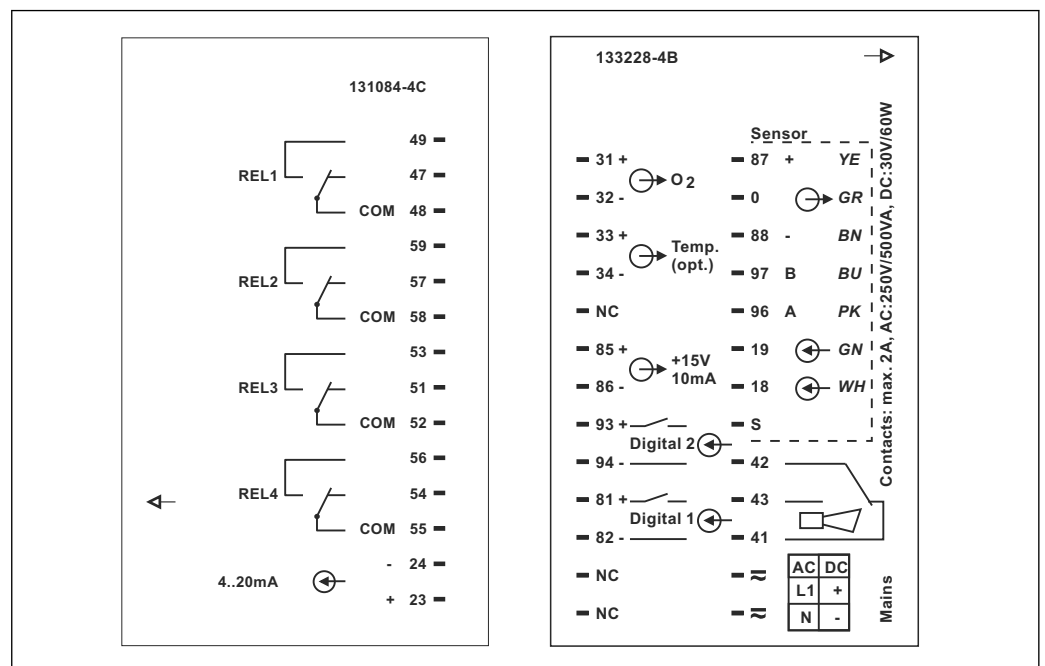 131084-4C
49
REL1
47
COM 48
59
REL2
57
COM 58
53
REL3
51
COM 52
56
REL4
54
COM 55
- 24
4..20mA
+ 23
133228-4B
Sensor
31 +
O2
32 -
33 +
Temp.
(opt.)
34 -
NC
85 +
+15V
10mA
86 -
93 +
Digital 2
94 -
81 +
Digital 1
82 -
NC
NC
87 + YE
0 GR
88 - BN
97 B BU
96 A PK
19 GN
18 WH
S
42
43
41
AC DC
L1 +
N -
Contacts: max. 2A, AC:250V/500VA, DC:30V/60W
Mains